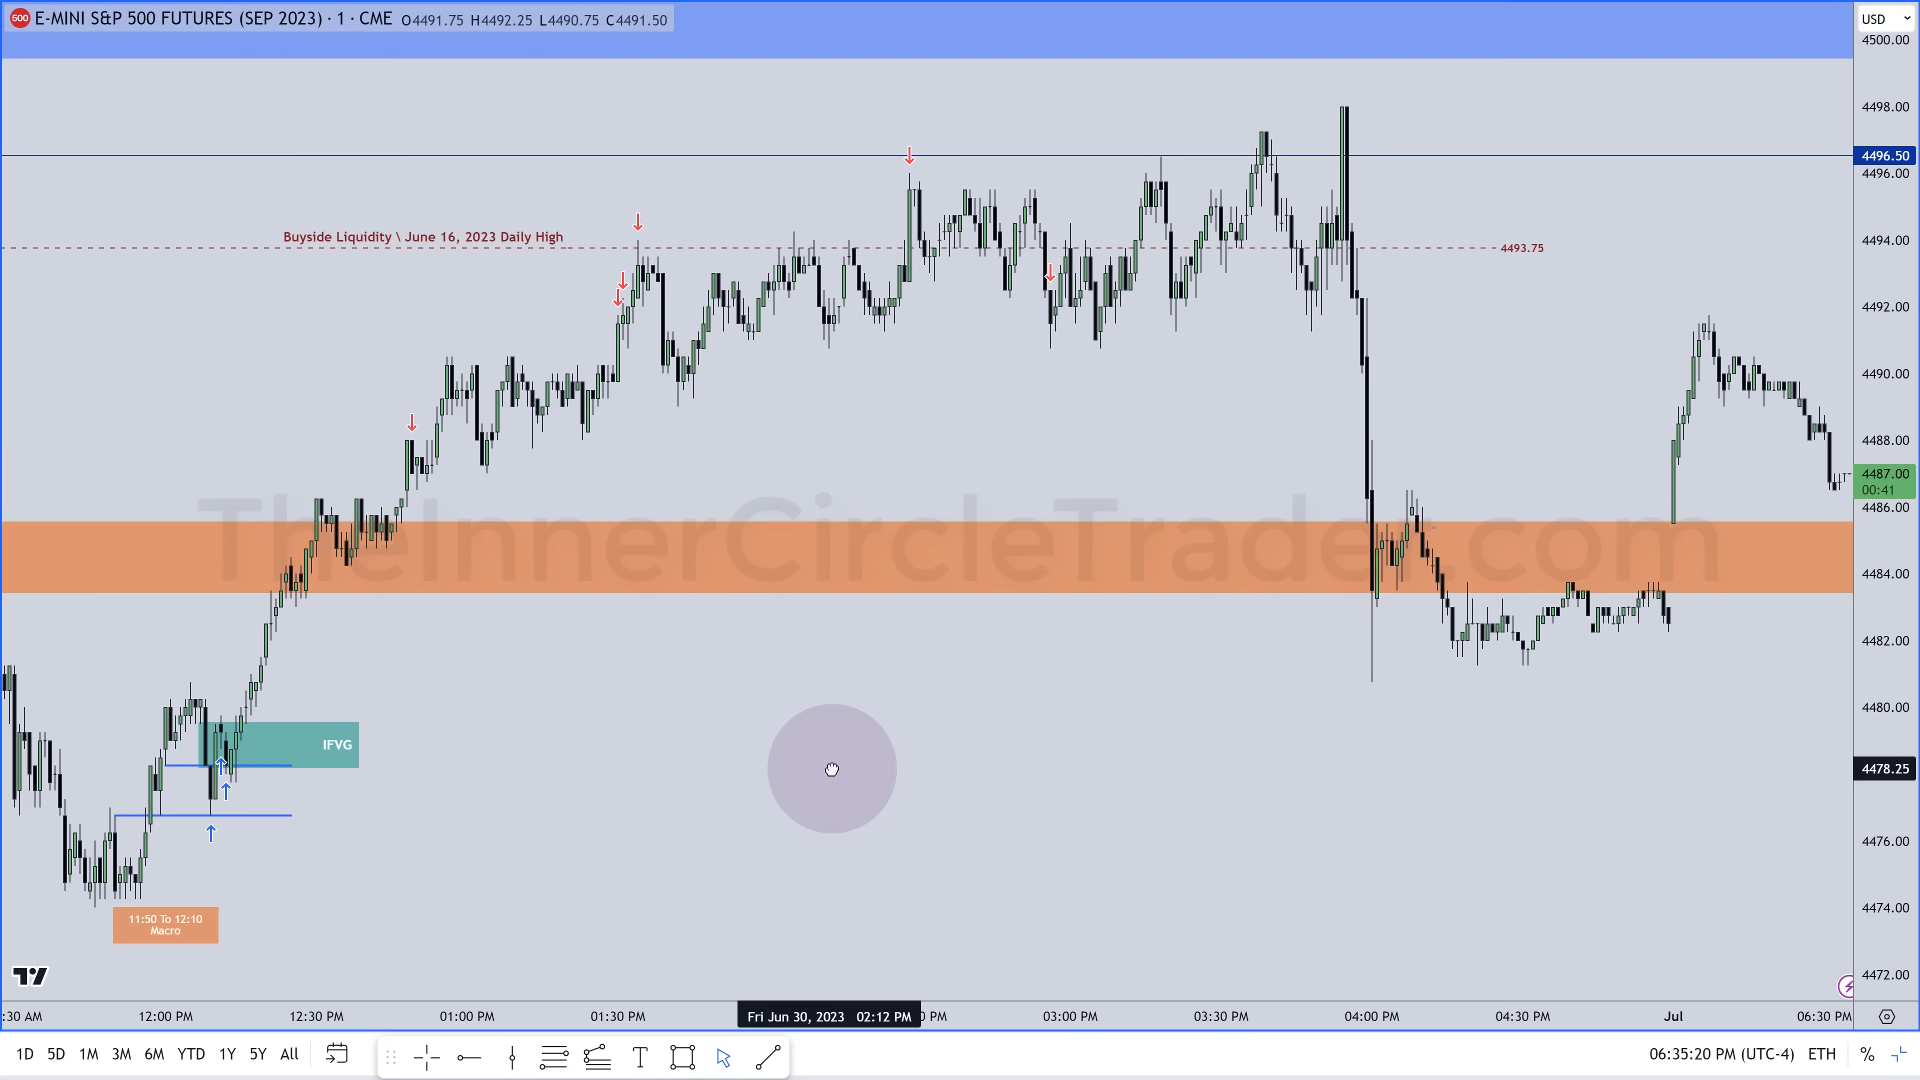 500 E-MINI S&P 500 FUTURES (SEP 2023) · 1 · CME O4491.75 H4492.25 L4490.75 C4491.50
USD
4500.00
4498.00
4496.50
4496.00
Buyside Liquidity \ June 16, 2023 Daily High
4494.00
4493.75
4492.00
4490.00
4488.00
4487.00
00:41
4486.00
TheInnerCircleTrader.com
4484.00
4482.00
4480.00
IFVG
4478.25
4476.00
11:50 To 12:10
Macro
4474.00
4472.00
:30 AM 12:00 PM 12:30 PM 01:00 PM 01:30 PM Fri Jun 30, 2023 02:12 PM PM 03:00 PM 03:30 PM 04:00 PM 04:30 PM Jul 06:30 PM
1D 5D 1M 3M 6M YTD 1Y 5Y All T 06:35:20 PM (UTC-4) ETH %